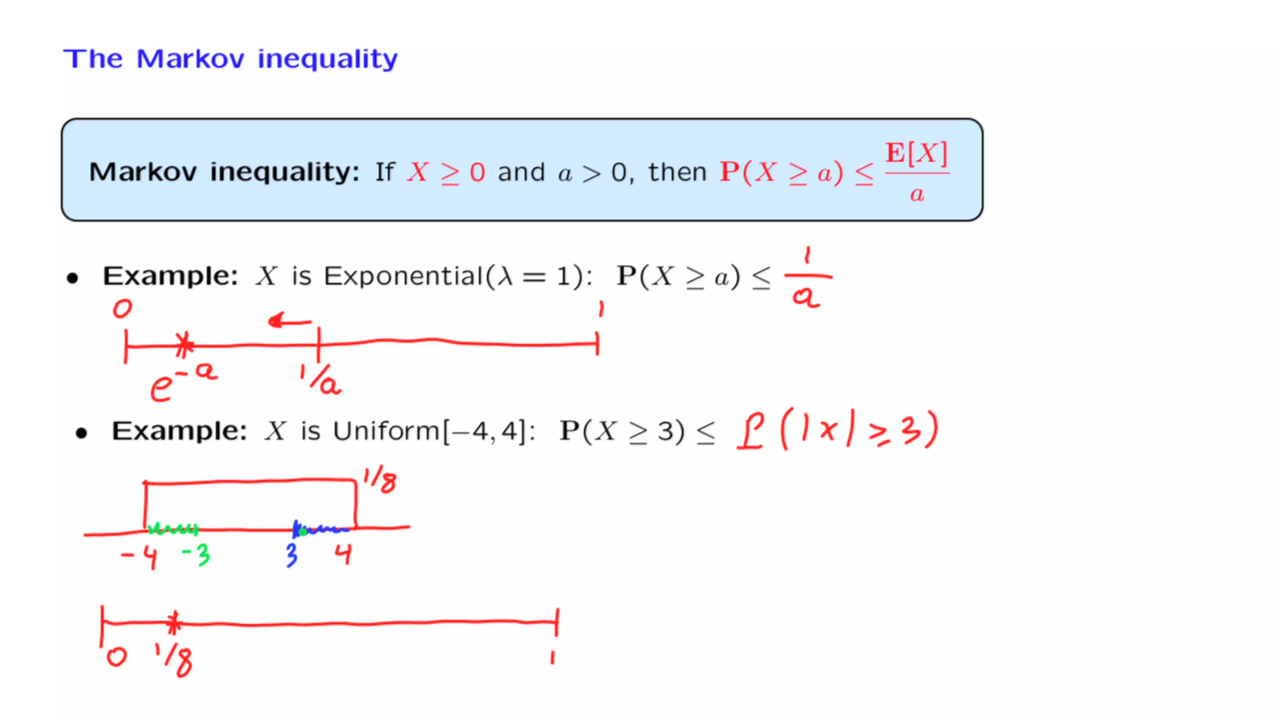 The Markov inequality
Markov inequality: If X ≥ 0 and a > 0, then P(X ≥ a) ≤ E[X]/a
• Example: X is Exponential(λ = 1): P(X ≥ a) ≤ 1/a
0 1
e^-a 1/a
• Example: X is Uniform[−4, 4]: P(X ≥ 3) ≤ P(|X| ≥ 3)
1/8
-4 -3 3 4
0 1/8 1